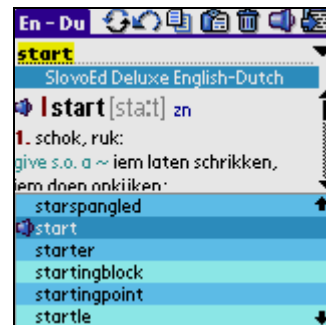 En - Du
start
SlovoEd Deluxe English-Dutch
I start [sta:t] zn
1. schok, ruk:
give s.o. a ~ iem laten schrikken,
iem doen opkijken:
starspangled
start
starter
startingblock
startingpoint
startle